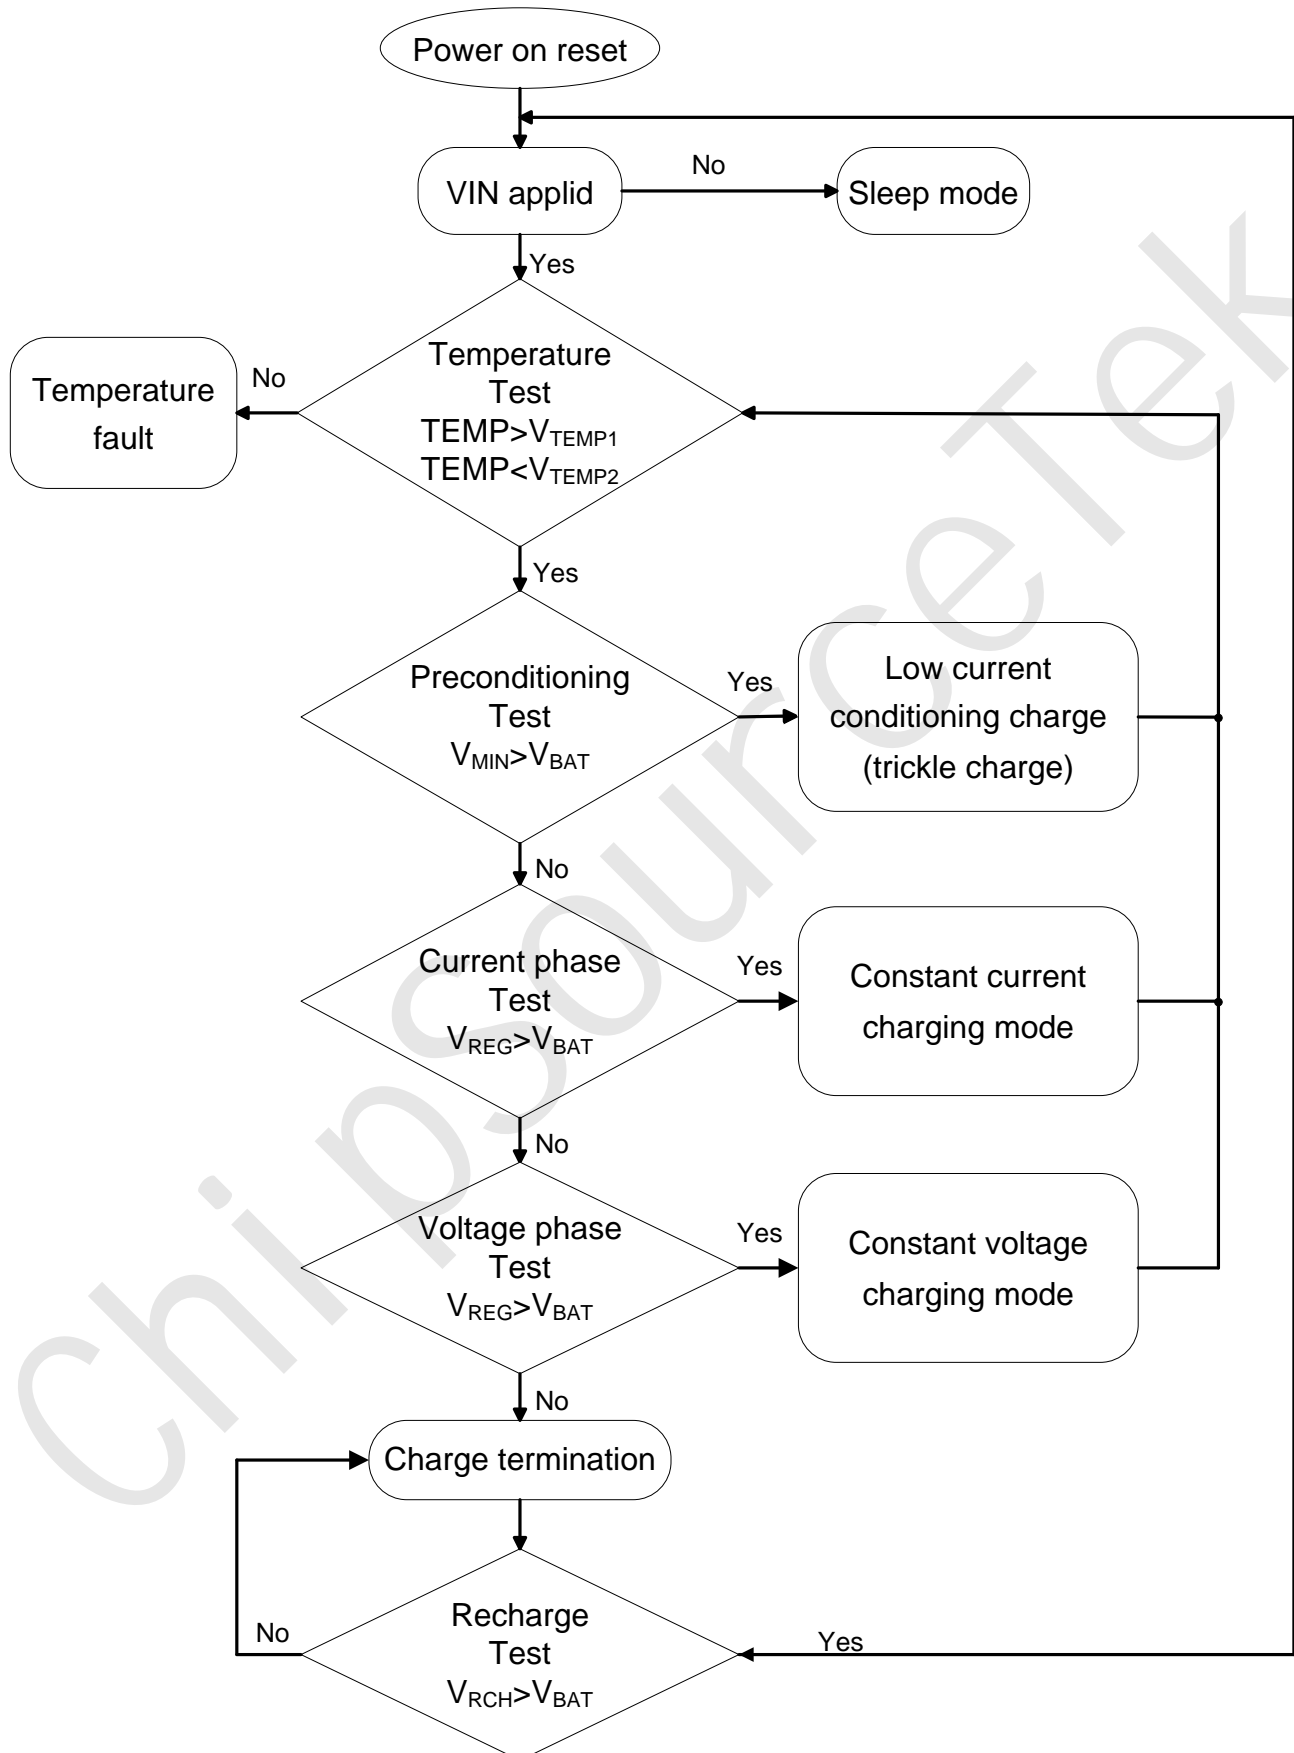 Power on reset
VIN applid
No
Sleep mode
Yes
Temperature
Test
TEMP>VTEMP1
TEMP<VTEMP2
No
Temperature
fault
Yes
Preconditioning
Test
VMIN>VBAT
Yes
Low current
conditioning charge
(trickle charge)
No
Current phase
Test
VREG>VBAT
Yes
Constant current
charging mode
No
Voltage phase
Test
VREG>VBAT
Yes
Constant voltage
charging mode
No
Charge termination
Recharge
Test
VRCH>VBAT
No
Yes
ChipSourceTek